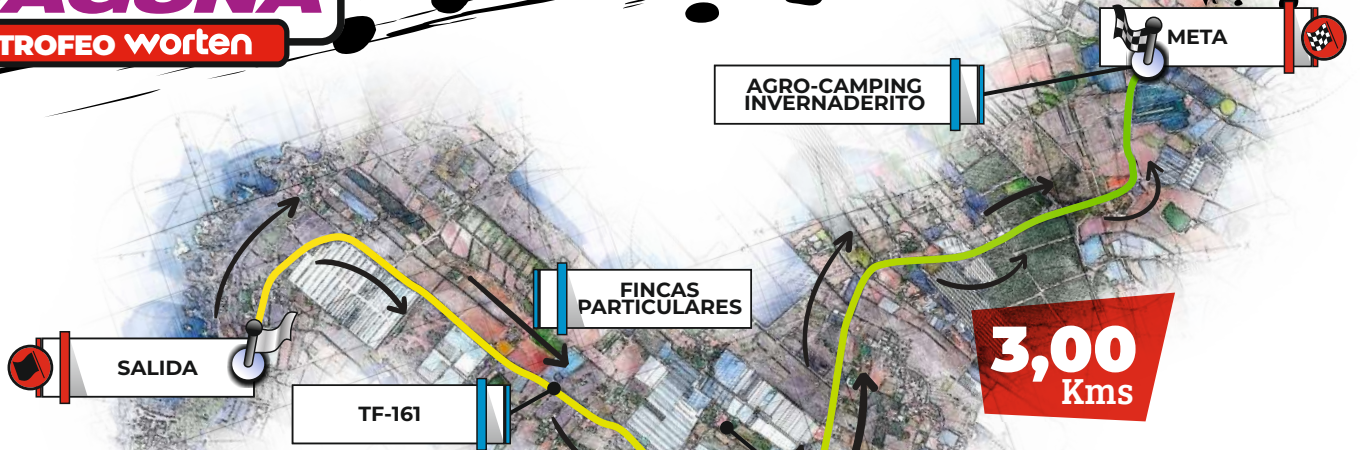 TROFEO worten
META
AGRO-CAMPING
INVERNADERITO
FINCAS
PARTICULARES
3,00
Kms
SALIDA
TF-161